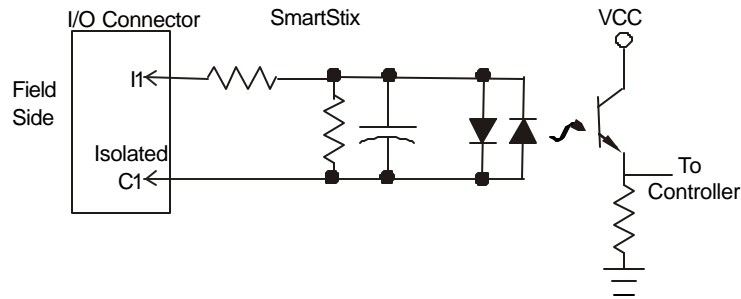 I/O Connector
SmartStix
VCC
I1
Field
Side
Isolated
C1
To
Controller